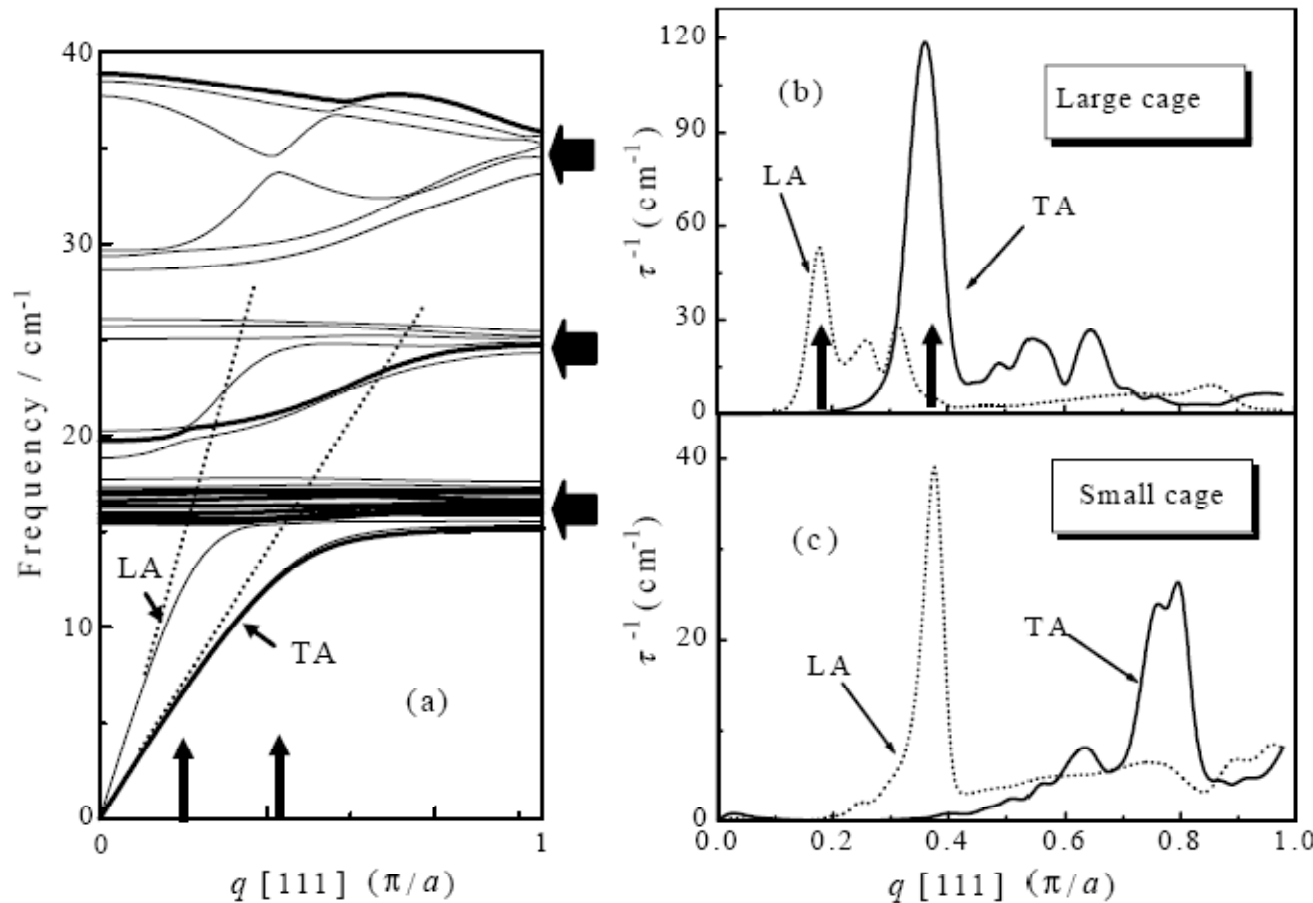 40
30
20
10
0
Frequency / cm⁻¹
LA
TA
(a)
0
1
q [111] (π/a)
120
90
60
30
0
τ⁻¹ (cm⁻¹)
(b)
Large cage
LA
TA
40
20
0
τ⁻¹ (cm⁻¹)
(c)
Small cage
LA
TA
0.0 0.2 0.4 0.6 0.8 1.0
q [111] (π/a)